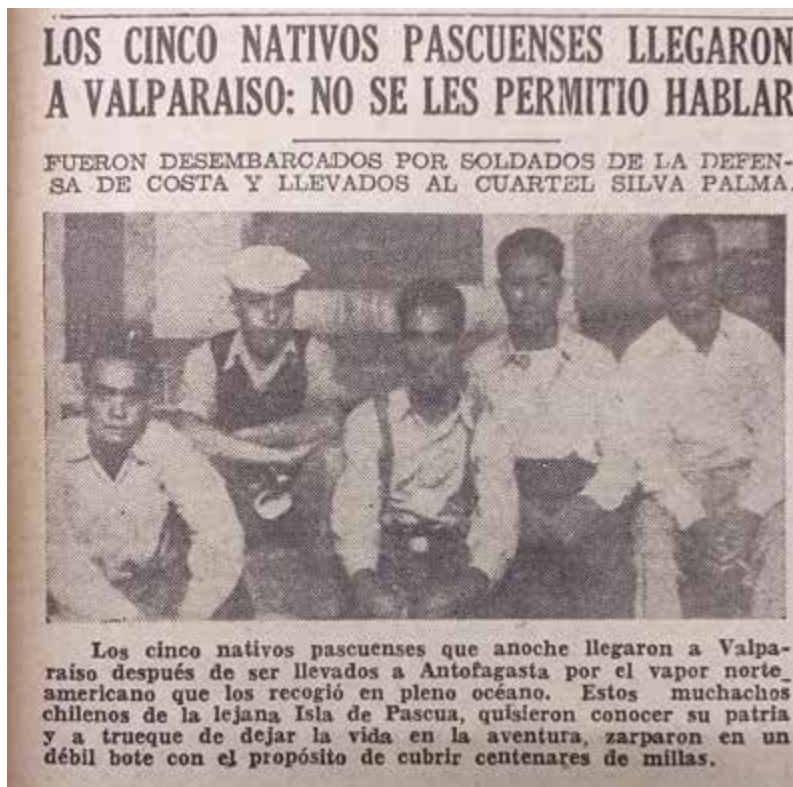 LOS CINCO NATIVOS PASCUENSES LLEGARON
A VALPARAISO: NO SE LES PERMITIO HABLAR
FUERON DESEMBARCADOS POR SOLDADOS DE LA DEFEN-
SA DE COSTA Y LLEVADOS AL CUARTEL SILVA PALMA.
Los cinco nativos pascuenses que anoche llegaron a Valpa-
raíso después de ser llevados a Antofagasta por el vapor norte_
americano que los recogió en pleno océano. Estos muchachos
chilenos de la lejana Isla de Pascua, quisieron conocer su patria
y a trueque de dejar la vida en la aventura, zarparon en un
débil bote con el propósito de cubrir centenares de millas.